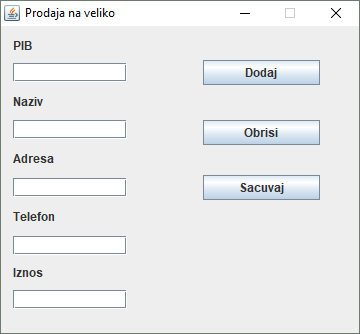 Prodaja na veliko
PIB
Dodaj
Naziv
Obrisi
Adresa
Sacuvaj
Telefon
Iznos